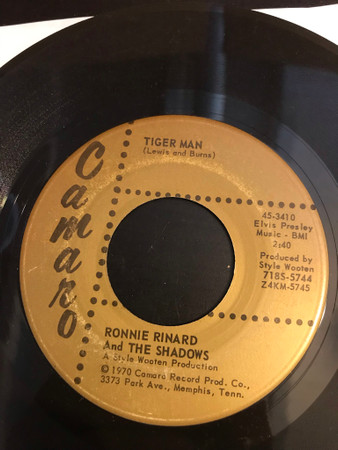 TIGER MAN
(Lewis and Burns)
Camaro
45-3410
Elvis Presley
Music - BMI
2:40
Produced by
Style Wooten
718S-5744
Z4KM-5745
RONNIE RINARD
And THE SHADOWS
A Style Wooten Production
© 1970 Camaro Record Prod. Co.,
3373 Park Ave., Memphis, Tenn.